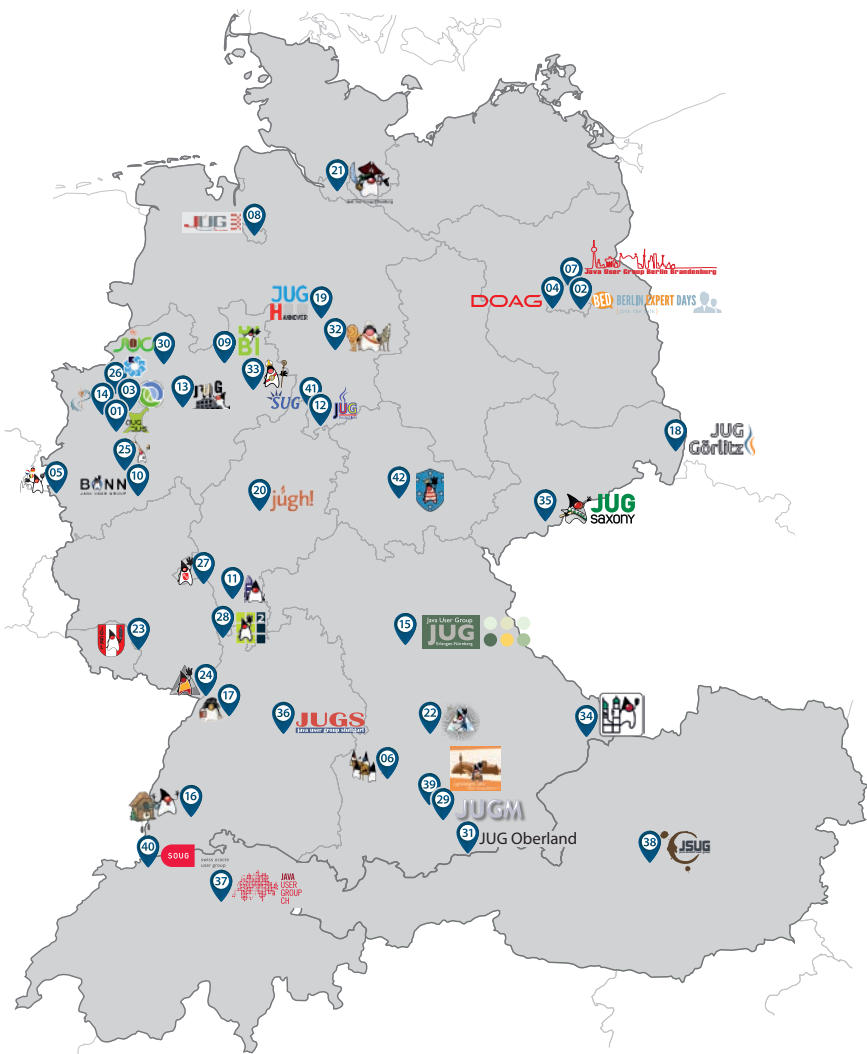 21
08
JUG
07
Java User Group Berlin Brandenburg
04
02
DOAG
BED BERLIN EXPERT DAYS
JUG
HANNOVER
19
32
JUG
30
09
BI
33
26
14
03
13
JUG
01
SUG
41
12
JUG
18
JUG
Görlitz
25
05
BONN
JAVA USER GROUP
10
20
jugh!
42
35
JUG
saxony
27
11
28
2
23
15
Java User Group
JUG
Erlangen-Nürnberg
24
17
36
JUGS
java user group stuttgart
22
34
06
39
29
JUGM
16
31
JUG Oberland
40
SOUG
swiss oracle
user group
38
JSUG
37
JAVA
USER
GROUP
CH